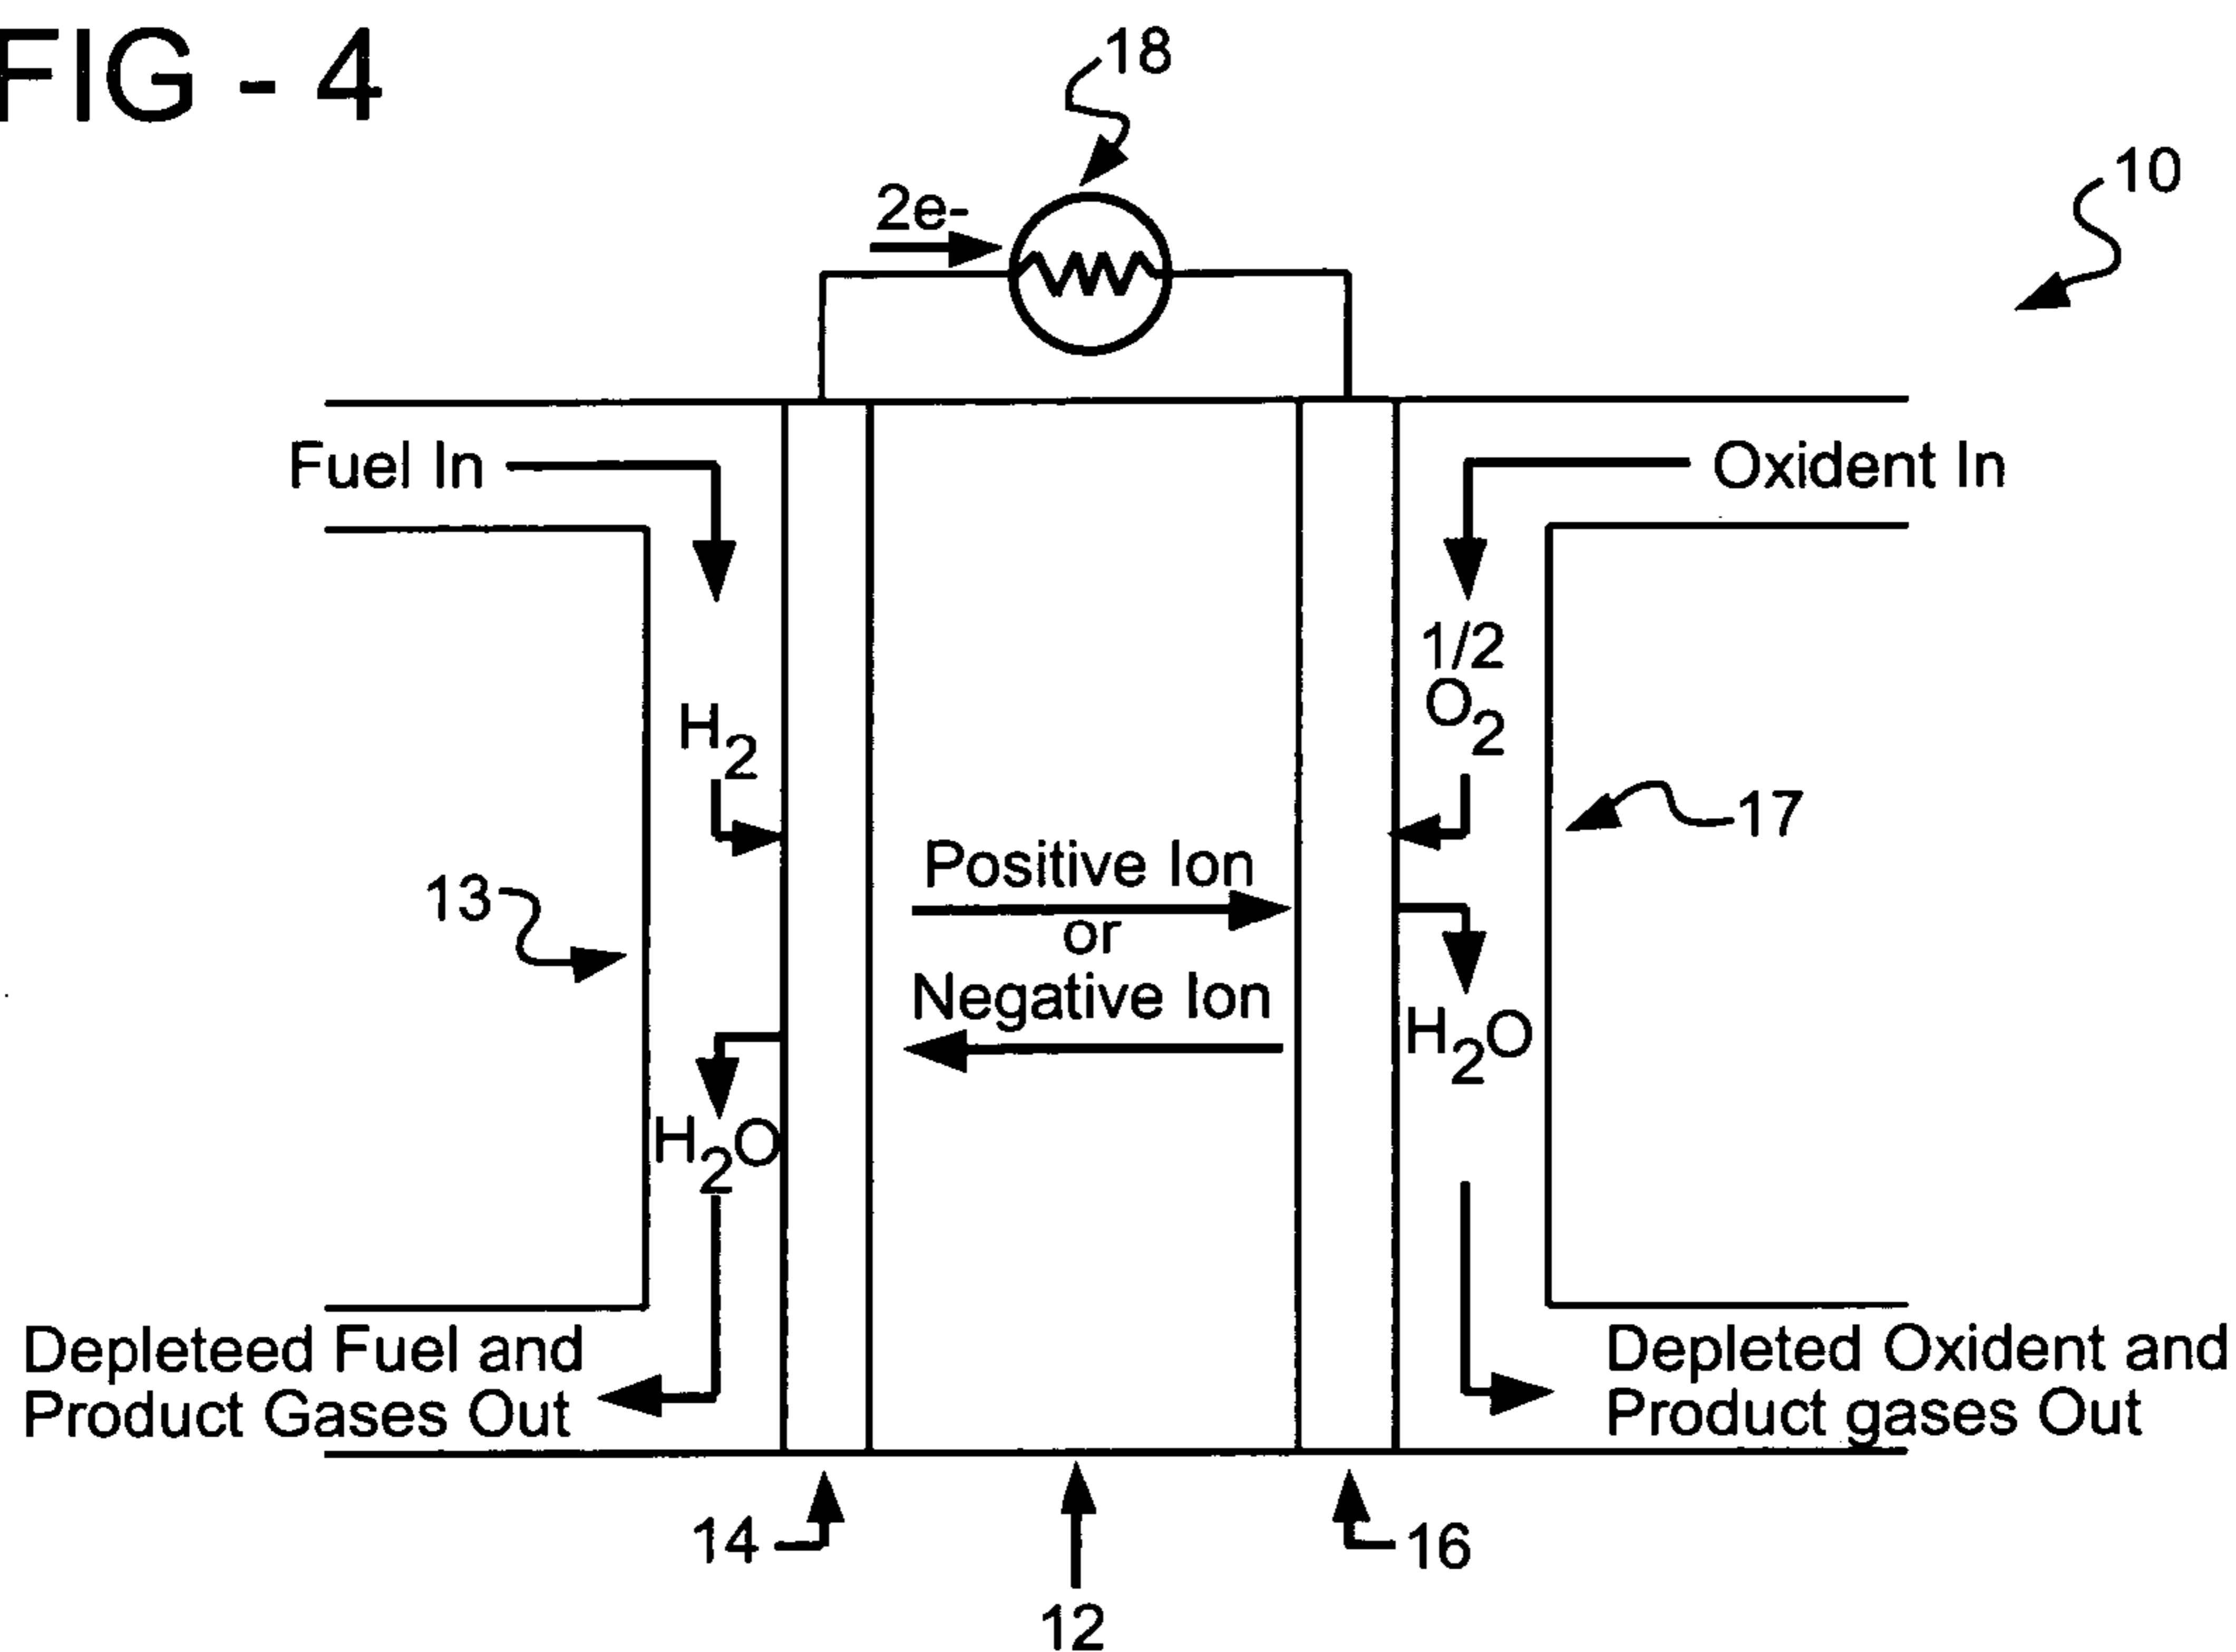 FIG - 4
18
10
2e-
Fuel In
Oxident In
1/2
O2
H2
17
13
Positive Ion
or
Negative Ion
H2O
H2O
Depleteed Fuel and
Product Gases Out
Depleted Oxident and
Product gases Out
14
16
12